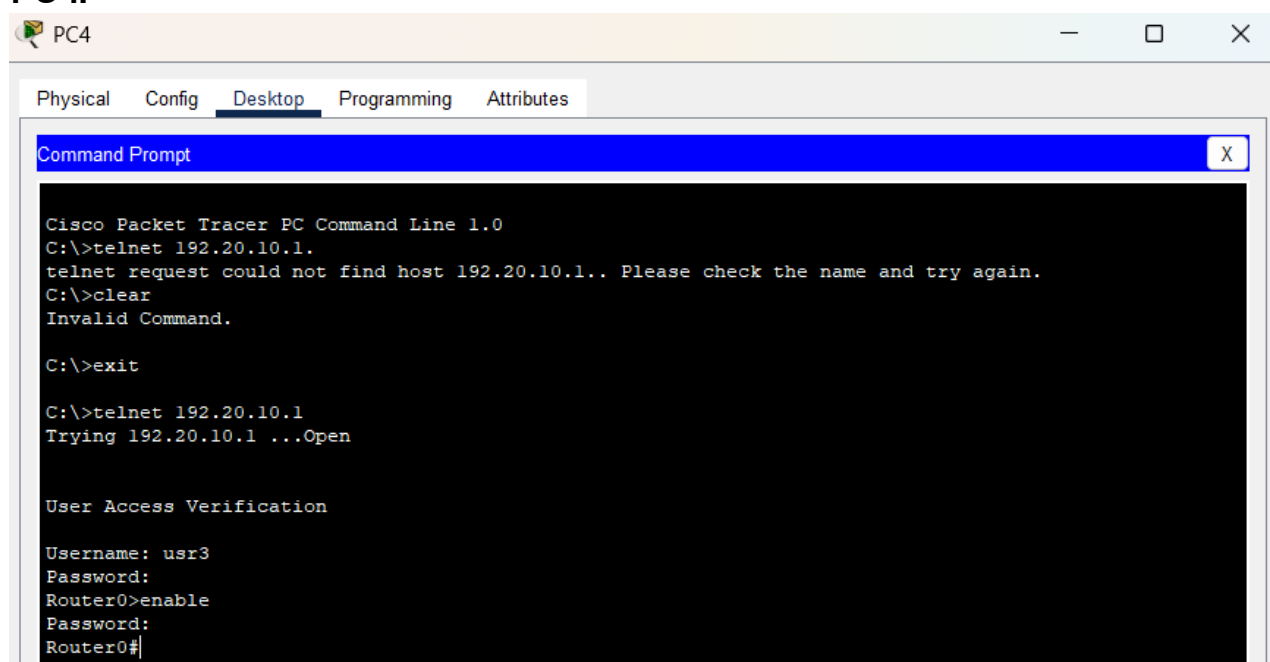 PC4
Physical Config Desktop Programming Attributes
Command Prompt
X
Cisco Packet Tracer PC Command Line 1.0
C:\>telnet 192.20.10.1.
telnet request could not find host 192.20.10.1.. Please check the name and try again.
C:\>clear
Invalid Command.
C:\>exit
C:\>telnet 192.20.10.1
Trying 192.20.10.1 ...Open
User Access Verification
Username: usr3
Password:
Router0>enable
Password:
Router0#